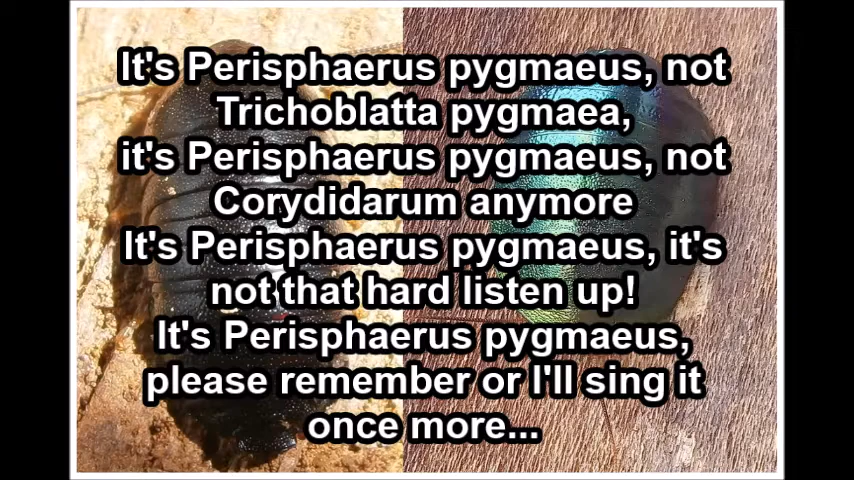 It's Perisphaerus pygmaeus, not
Trichoblatta pygmaea,
it's Perisphaerus pygmaeus, not
Corydidarum anymore
It's Perisphaerus pygmaeus, it's
not that hard listen up!
It's Perisphaerus pygmaeus,
please remember or I'll sing it
once more...